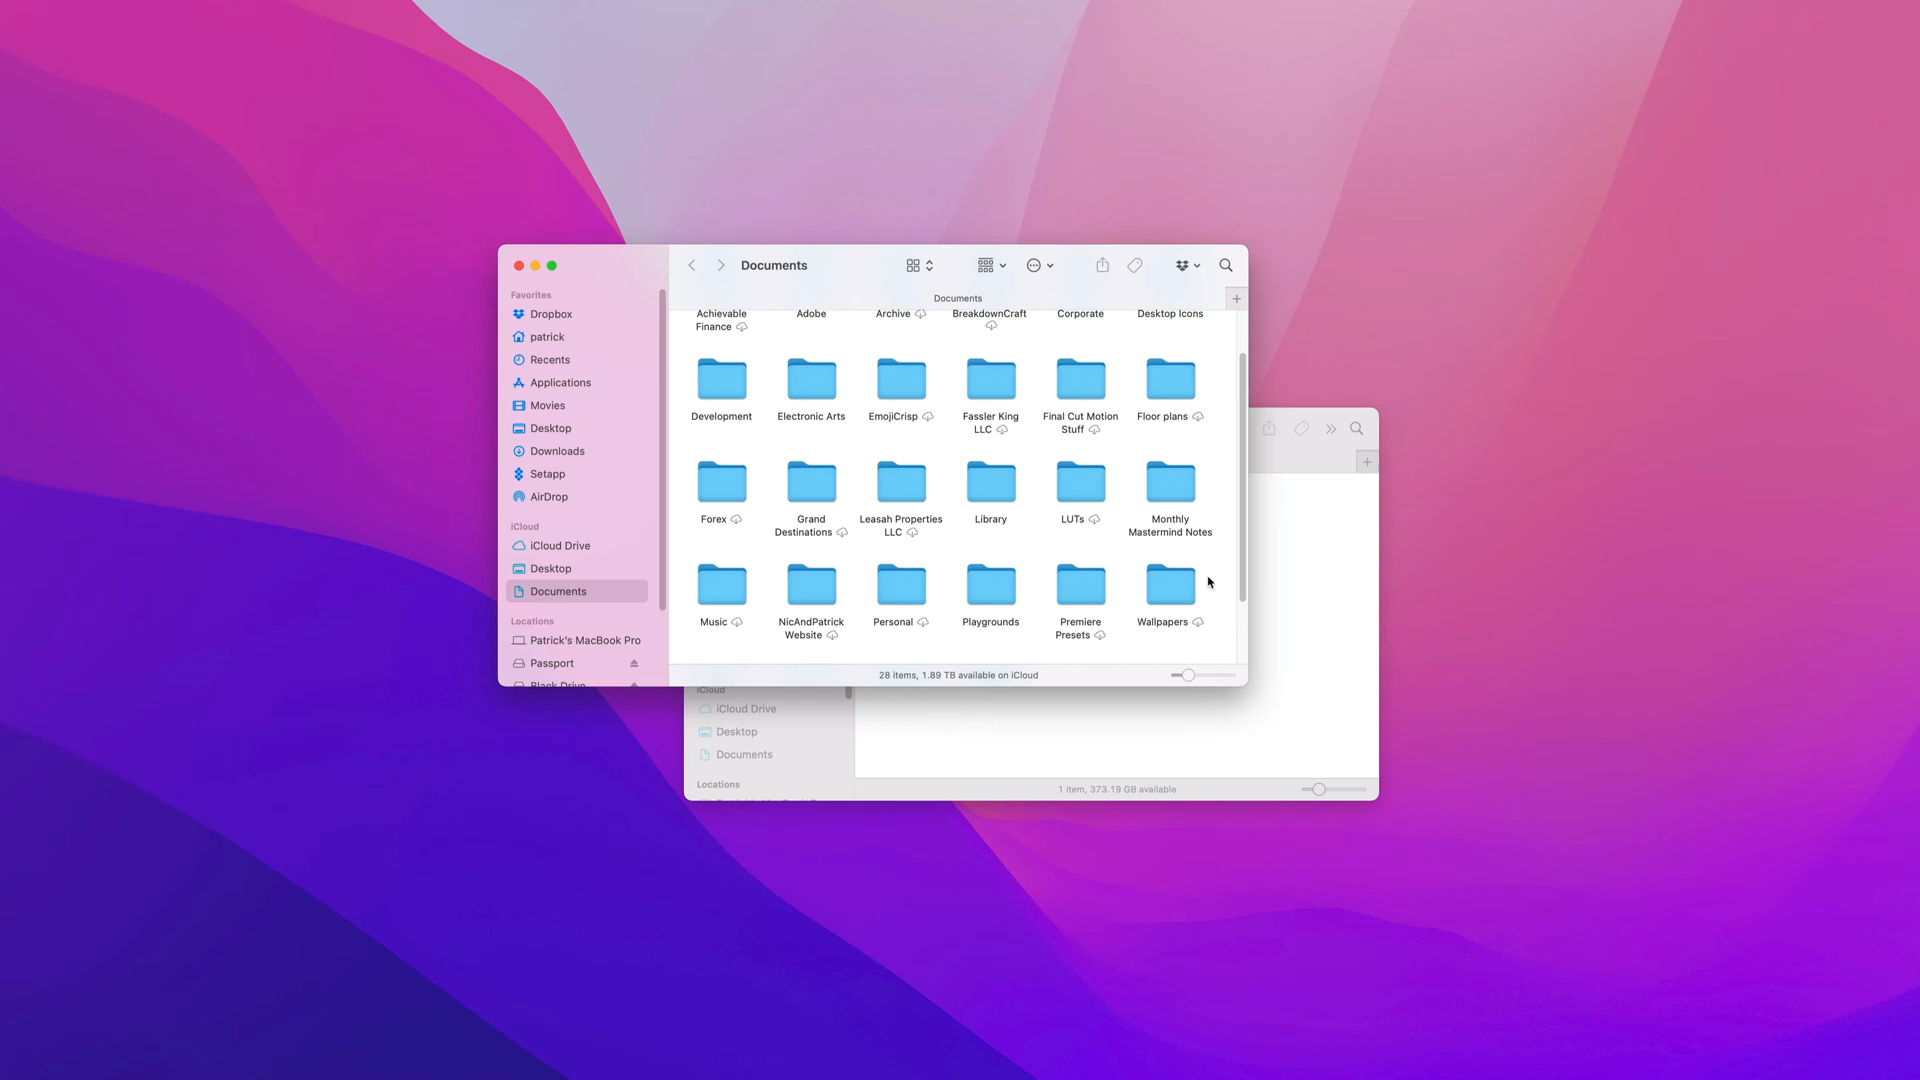 Documents
Favorites
Dropbox
patrick
Recents
Applications
Movies
Desktop
Downloads
Setapp
AirDrop
iCloud
iCloud Drive
Desktop
Documents
Locations
Patrick's MacBook Pro
Passport
Black Drive
Documents
Achievable
Finance
Adobe
Archive
BreakdownCraft
Corporate
Desktop Icons
Development
Electronic Arts
EmojiCrisp
Fassler King
LLC
Final Cut Motion
Stuff
Floor plans
Forex
Grand
Destinations
Leasah Properties
LLC
Library
LUTs
Monthly
Mastermind Notes
Music
NicAndPatrick
Website
Personal
Playgrounds
Premiere
Presets
Wallpapers
28 items, 1.89 TB available on iCloud
iCloud
iCloud Drive
Desktop
Documents
Locations
1 item, 373.19 GB available